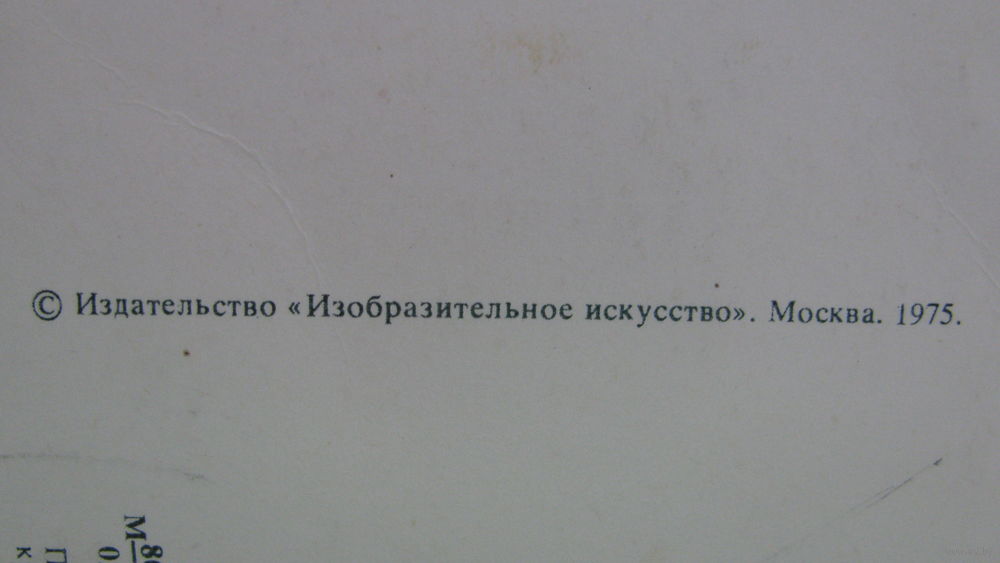 © Издательство «Изобразительное искусство». Москва. 1975.